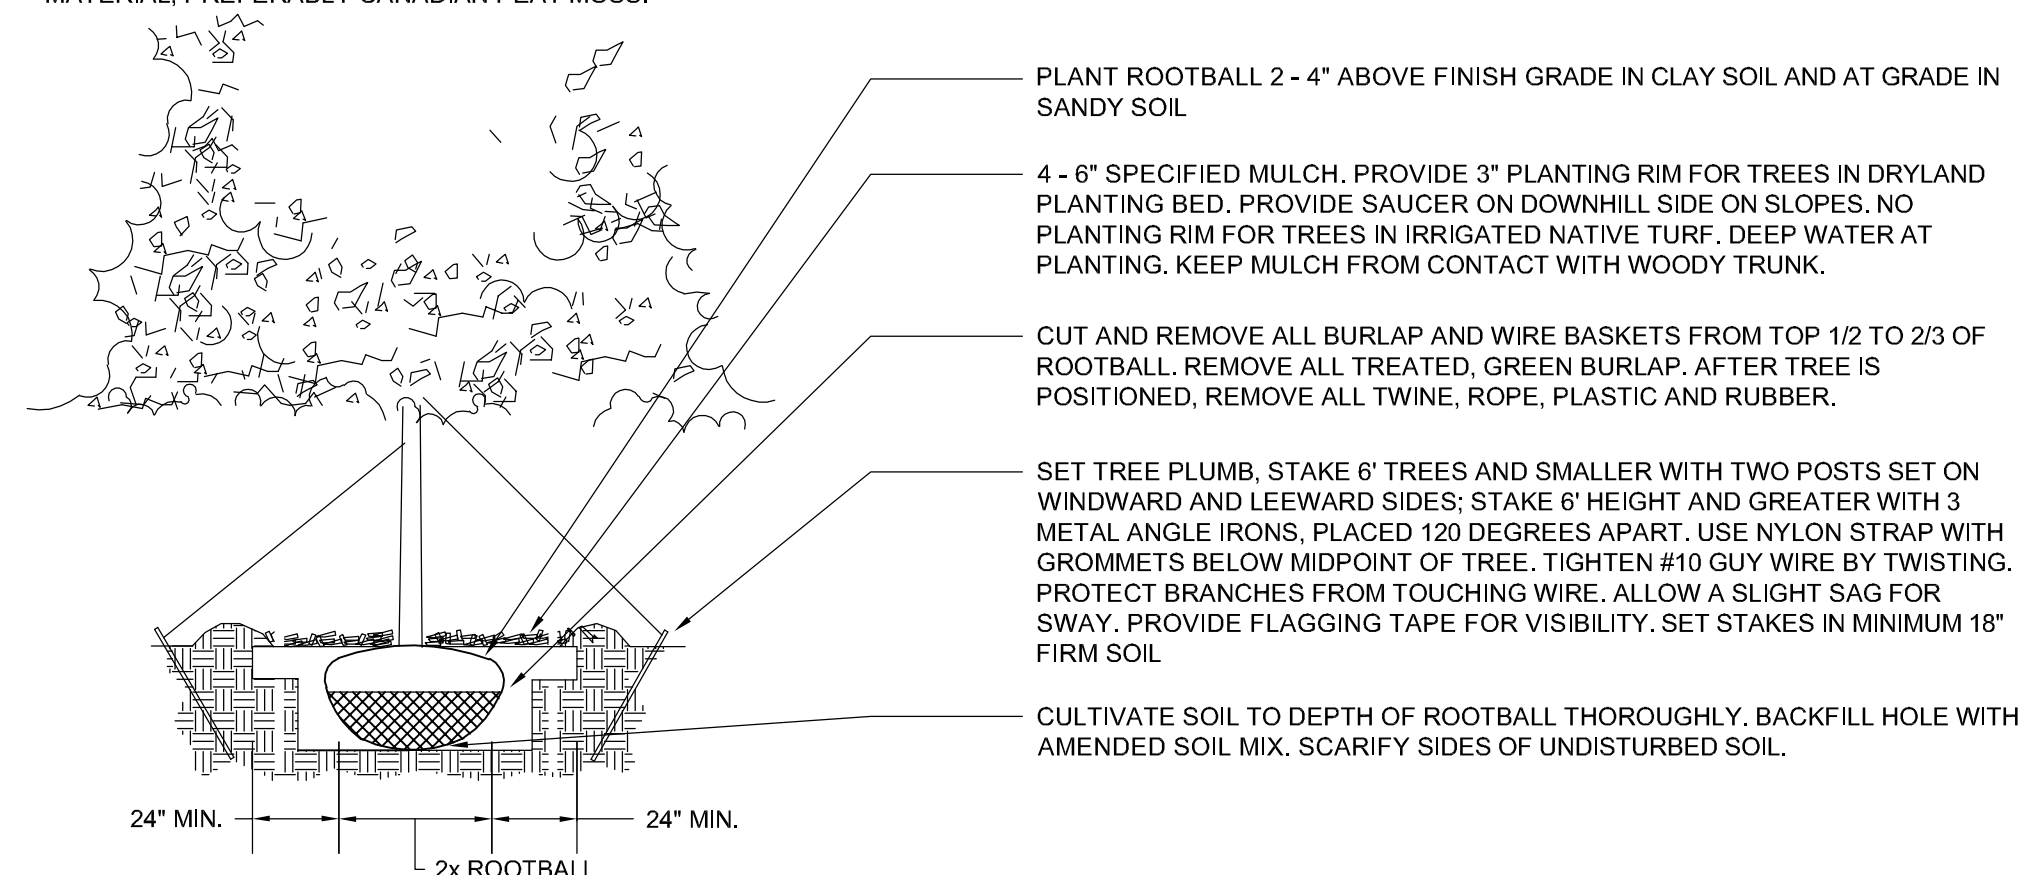 MATERIAL, PREFERABLY CANADIAN PEAT MOSS.
PLANT ROOTBALL 2 - 4" ABOVE FINISH GRADE IN CLAY SOIL AND AT GRADE IN
SANDY SOIL
4 - 6" SPECIFIED MULCH. PROVIDE 3" PLANTING RIM FOR TREES IN DRYLAND
PLANTING BED. PROVIDE SAUCER ON DOWNHILL SIDE ON SLOPES. NO
PLANTING RIM FOR TREES IN IRRIGATED NATIVE TURF. DEEP WATER AT
PLANTING. KEEP MULCH FROM CONTACT WITH WOODY TRUNK.
CUT AND REMOVE ALL BURLAP AND WIRE BASKETS FROM TOP 1/2 TO 2/3 OF
ROOTBALL. REMOVE ALL TREATED, GREEN BURLAP. AFTER TREE IS
POSITIONED, REMOVE ALL TWINE, ROPE, PLASTIC AND RUBBER.
SET TREE PLUMB, STAKE 6' TREES AND SMALLER WITH TWO POSTS SET ON
WINDWARD AND LEEWARD SIDES; STAKE 6' HEIGHT AND GREATER WITH 3
METAL ANGLE IRONS, PLACED 120 DEGREES APART. USE NYLON STRAP WITH
GROMMETS BELOW MIDPOINT OF TREE. TIGHTEN #10 GUY WIRE BY TWISTING.
PROTECT BRANCHES FROM TOUCHING WIRE. ALLOW A SLIGHT SAG FOR
SWAY. PROVIDE FLAGGING TAPE FOR VISIBILITY. SET STAKES IN MINIMUM 18"
FIRM SOIL
CULTIVATE SOIL TO DEPTH OF ROOTBALL THOROUGHLY. BACKFILL HOLE WITH
AMENDED SOIL MIX. SCARIFY SIDES OF UNDISTURBED SOIL.
24" MIN.
24" MIN.
2x ROOTBALL